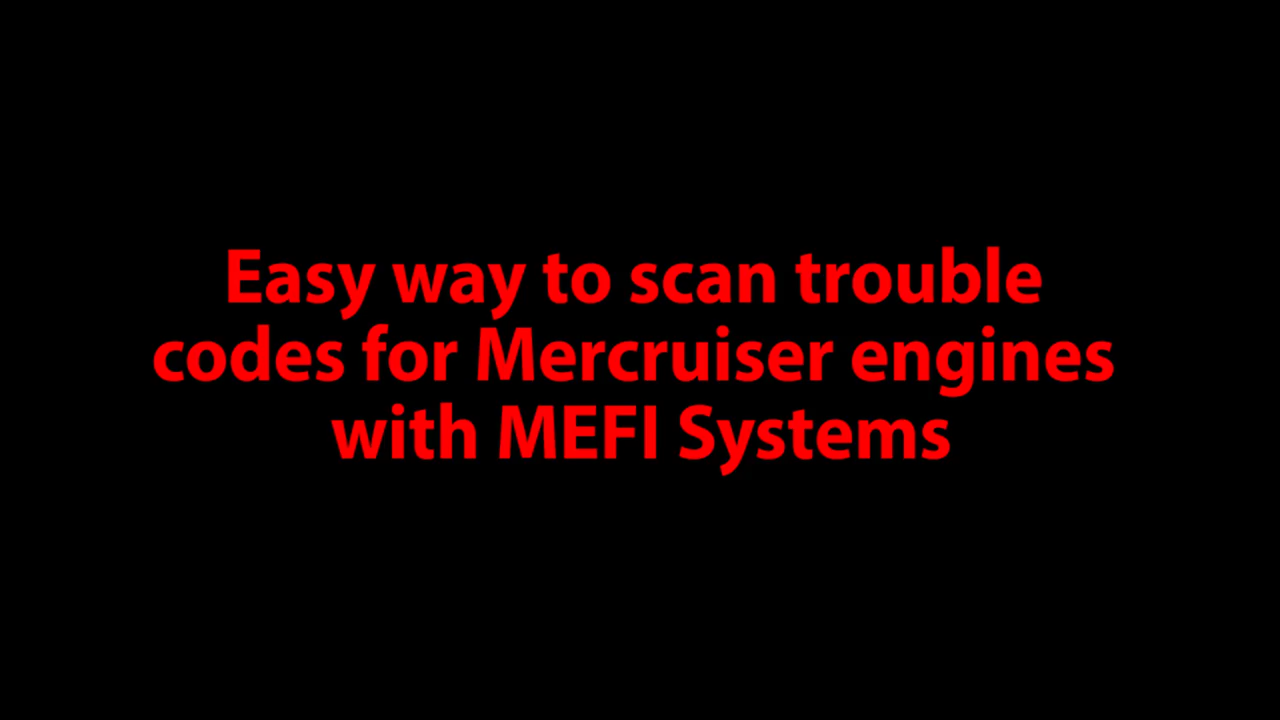 Easy way to scan trouble
codes for Mercruiser engines
with MEFI Systems